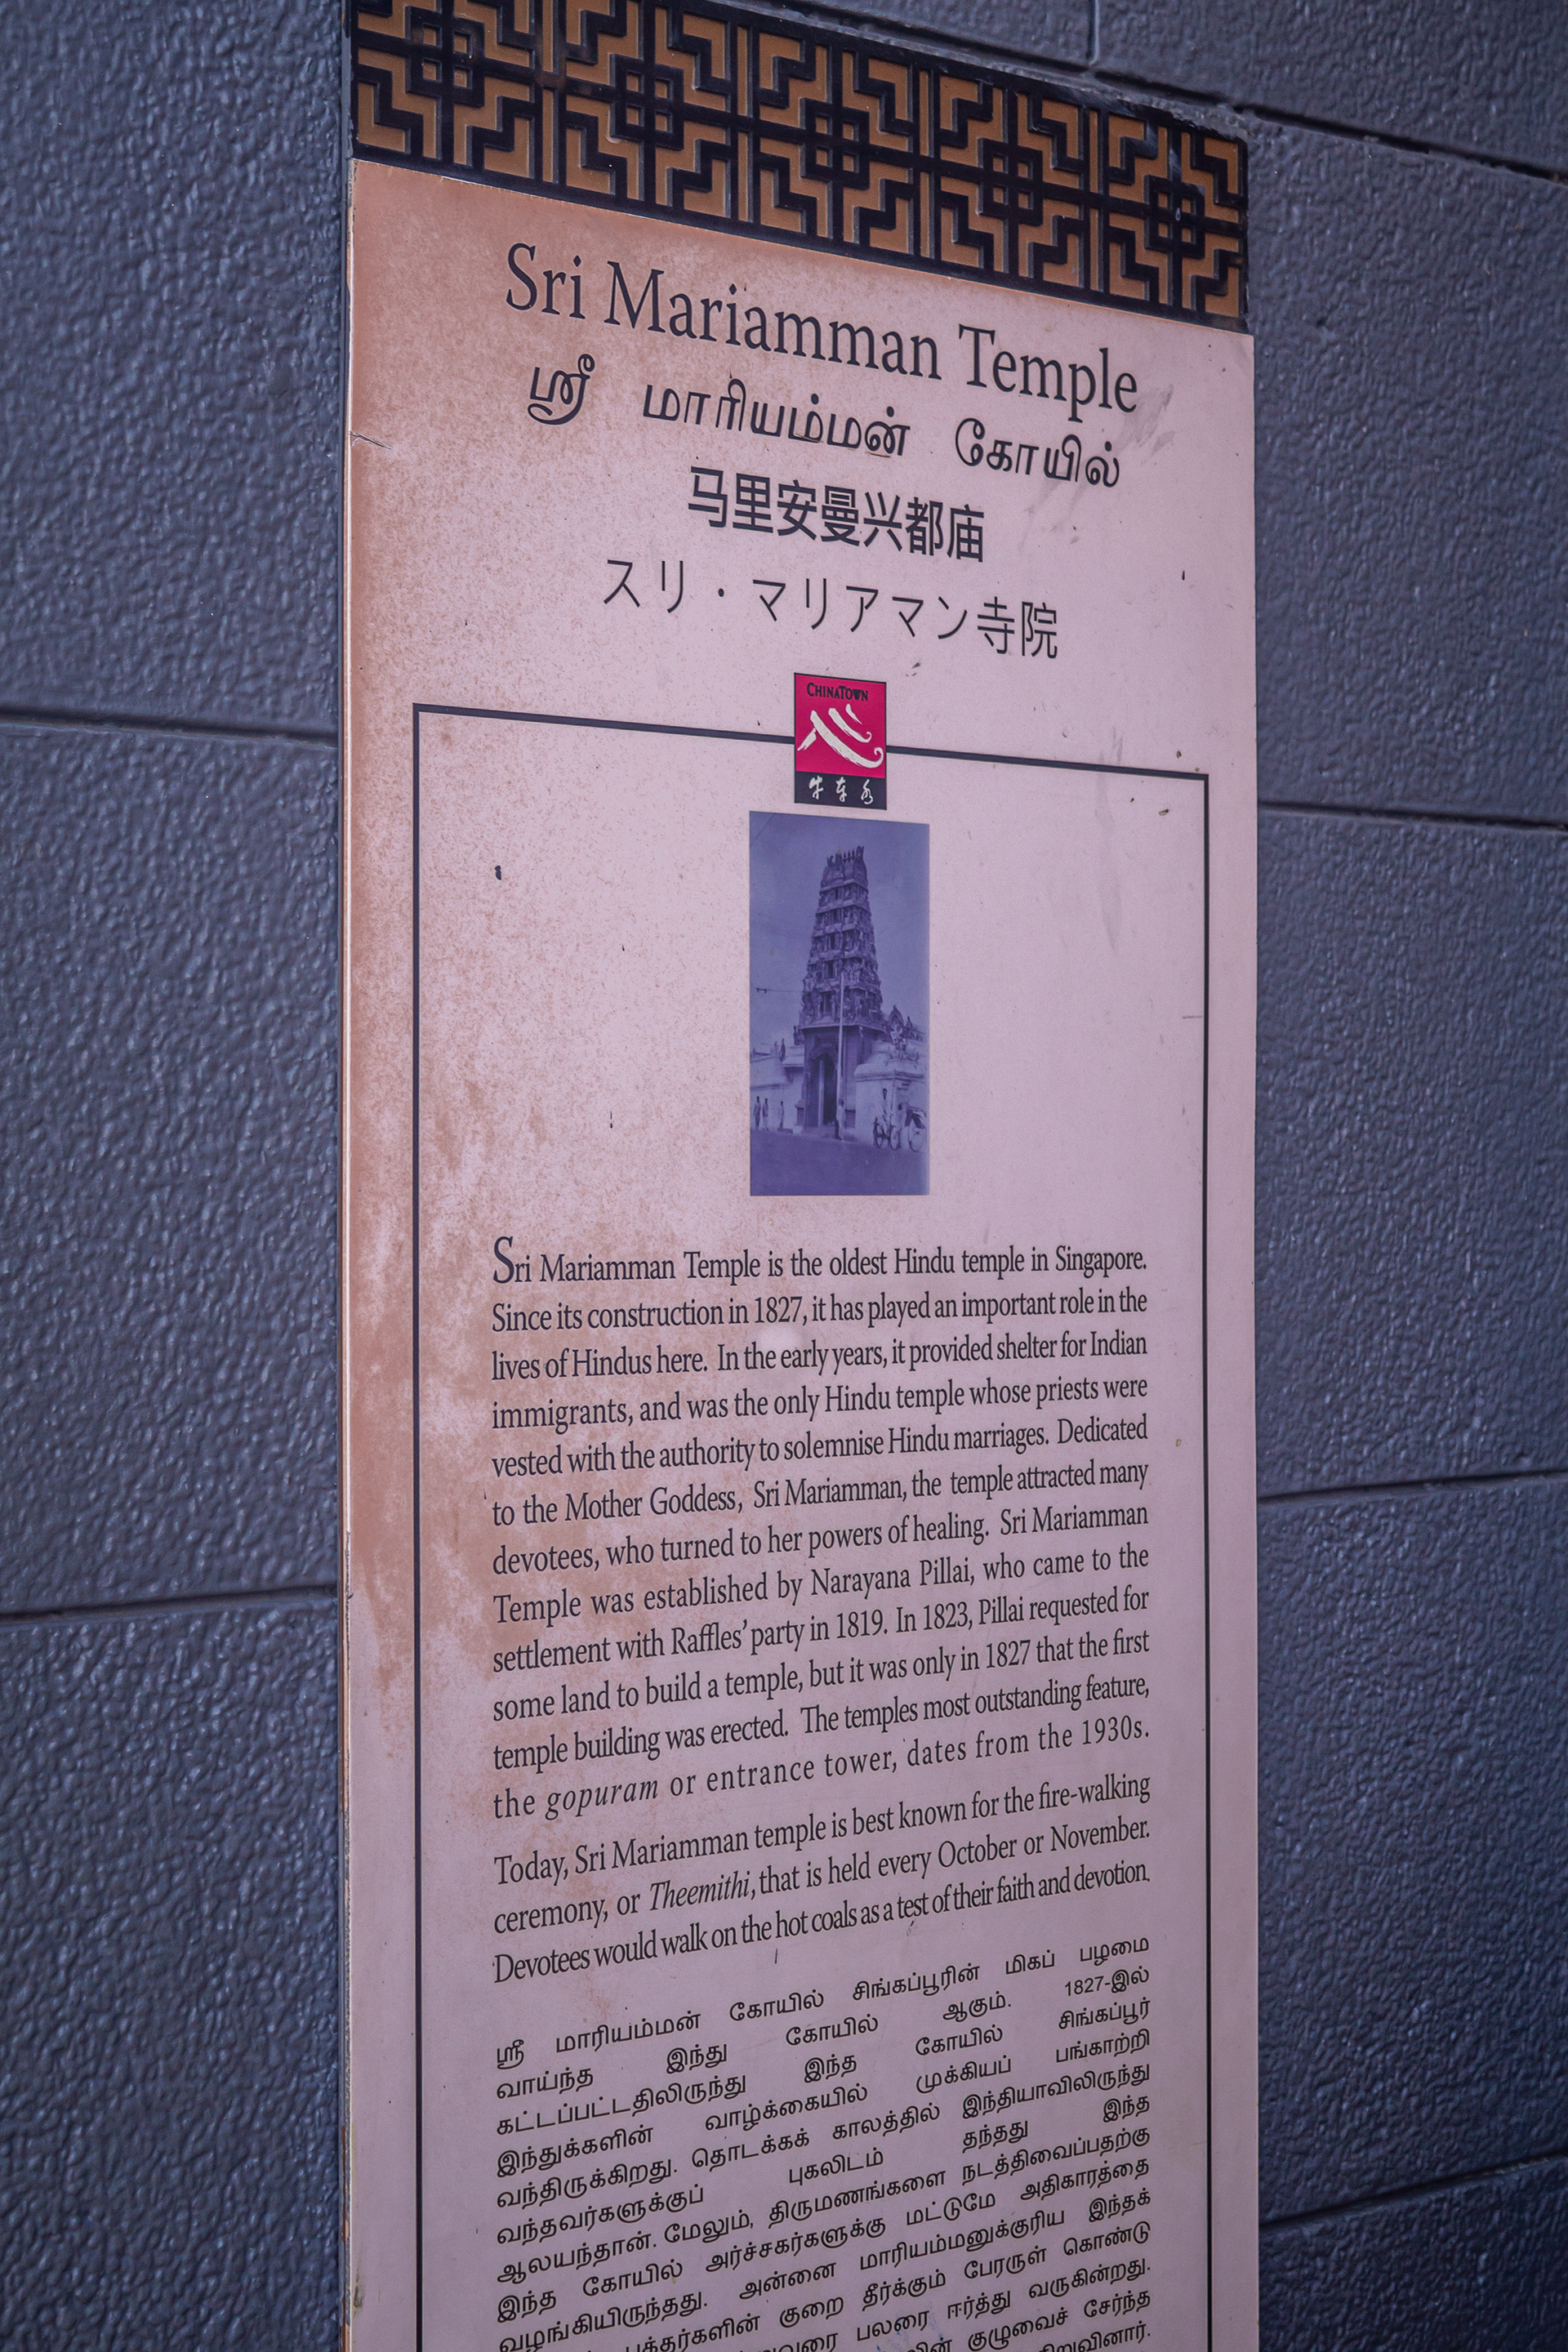 Sri Mariamman Temple
ஸ்ரீ மாரியம்மன் கோயில்
马里安曼兴都庙
スリ・マリアマン寺院
CHINATOWN
牛车水
Sri Mariamman Temple is the oldest Hindu temple in Singapore.
Since its construction in 1827, it has played an important role in the
lives of Hindus here. In the early years, it provided shelter for Indian
immigrants, and was the only Hindu temple whose priests were
vested with the authority to solemnise Hindu marriages. Dedicated
to the Mother Goddess, Sri Mariamman, the temple attracted many
devotees, who turned to her powers of healing. Sri Mariamman
Temple was established by Narayana Pillai, who came to the
settlement with Raffles' party in 1819. In 1823, Pillai requested for
some land to build a temple, but it was only in 1827 that the first
temple building was erected. The temples most outstanding feature,
the gopuram or entrance tower, dates from the 1930s.
Today, Sri Mariamman temple is best known for the fire-walking
ceremony, or Theemithi, that is held every October or November.
Devotees would walk on the hot coals as a test of their faith and devotion.
ஸ்ரீ மாரியம்மன் கோயில் சிங்கப்பூரின் மிகப் பழமை
வாய்ந்த இந்து கோயில் ஆகும். 1827-இல்
கட்டப்பட்டதிலிருந்து இந்த கோயில் சிங்கப்பூர்
இந்துக்களின் வாழ்க்கையில் முக்கியப் பங்காற்றி
வந்திருக்கிறது. தொடக்கக் காலத்தில் இந்தியாவிலிருந்து
வந்தவர்களுக்குப் புகலிடம் தந்தது இந்த
ஆலயந்தான். மேலும், திருமணங்களை நடத்திவைப்பதற்கு
இந்த கோயில் அர்ச்சகர்களுக்கு மட்டுமே அதிகாரத்தை
வழங்கியிருந்தது. அன்னை மாரியம்மனுக்குரிய இந்தக்
பக்தர்களின் குறை தீர்க்கும் பேரருள் கொண்டு
பலரை ஈர்த்து வருகின்றது.
குழுவைச் சேர்ந்த